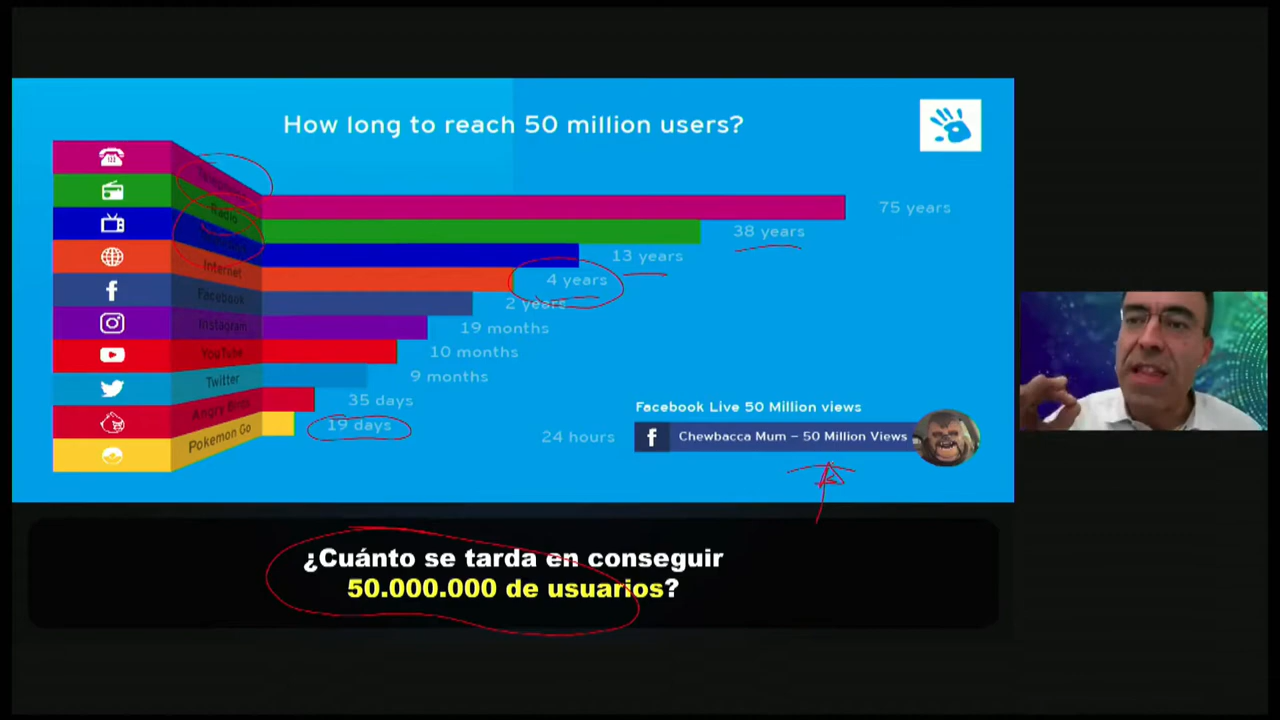 How long to reach 50 million users?
75 years
Radio
38 years
13 years
Internet
4 years
Facebook
2 years
Instagram
19 months
YouTube
10 months
Twitter
9 months
Angry Birds
35 days
Pokemon Go
19 days
Facebook Live 50 Million views
24 hours
f Chewbacca Mum – 50 Million Views
¿Cuánto se tarda en conseguir
50.000.000 de usuarios?